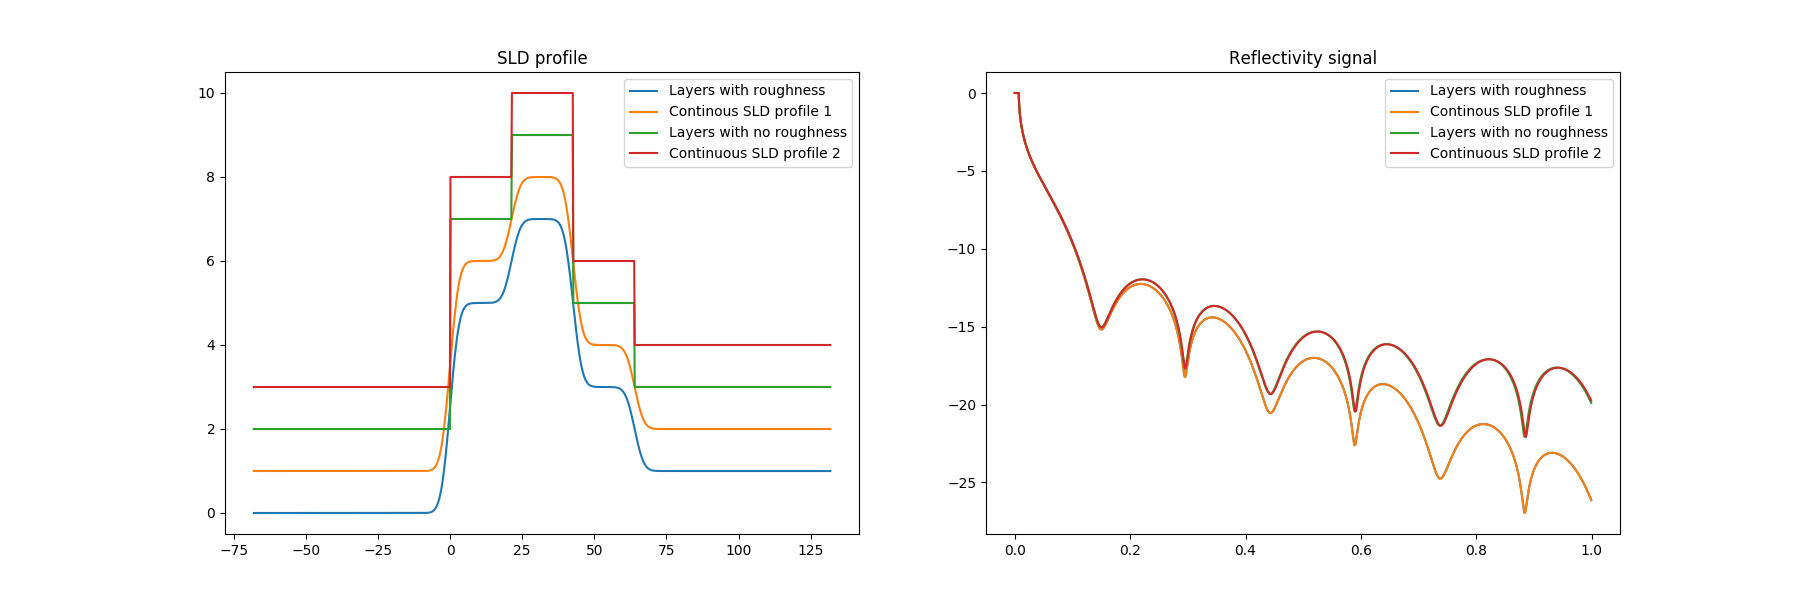 SLD profile
10
8
6
4
2
0
−75
−50
−25
0
25
50
75
100
125
Layers with roughness
Continous SLD profile 1
Layers with no roughness
Continuous SLD profile 2
Reflectivity signal
0
−5
−10
−15
−20
−25
0.0
0.2
0.4
0.6
0.8
1.0
Layers with roughness
Continous SLD profile 1
Layers with no roughness
Continuous SLD profile 2